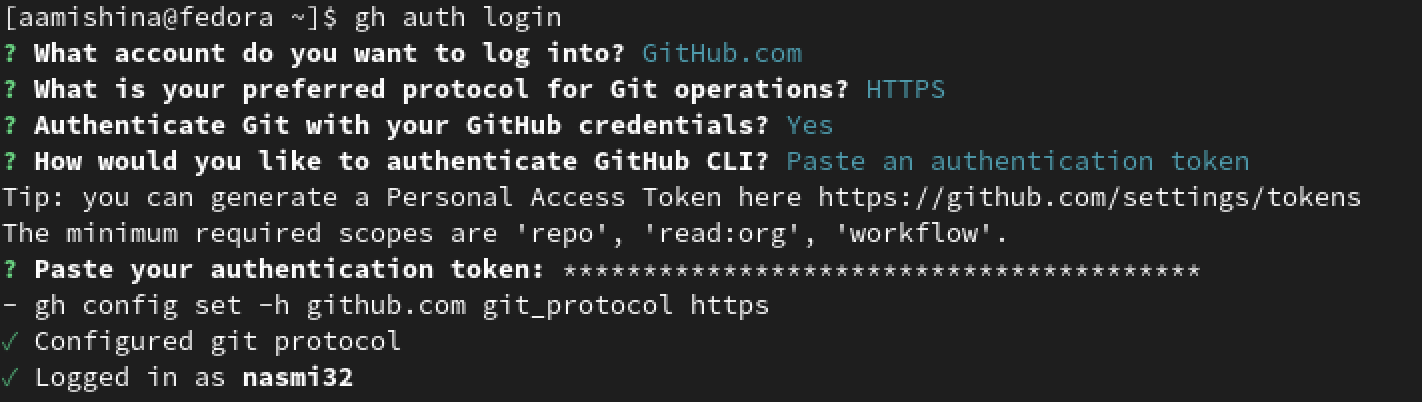 [aamishina@fedora ~]$ gh auth login
? What account do you want to log into? GitHub.com
? What is your preferred protocol for Git operations? HTTPS
? Authenticate Git with your GitHub credentials? Yes
? How would you like to authenticate GitHub CLI? Paste an authentication token
Tip: you can generate a Personal Access Token here https://github.com/settings/tokens
The minimum required scopes are 'repo', 'read:org', 'workflow'.
? Paste your authentication token: ****************************************
- gh config set -h github.com git_protocol https
✓ Configured git protocol
✓ Logged in as nasmi32